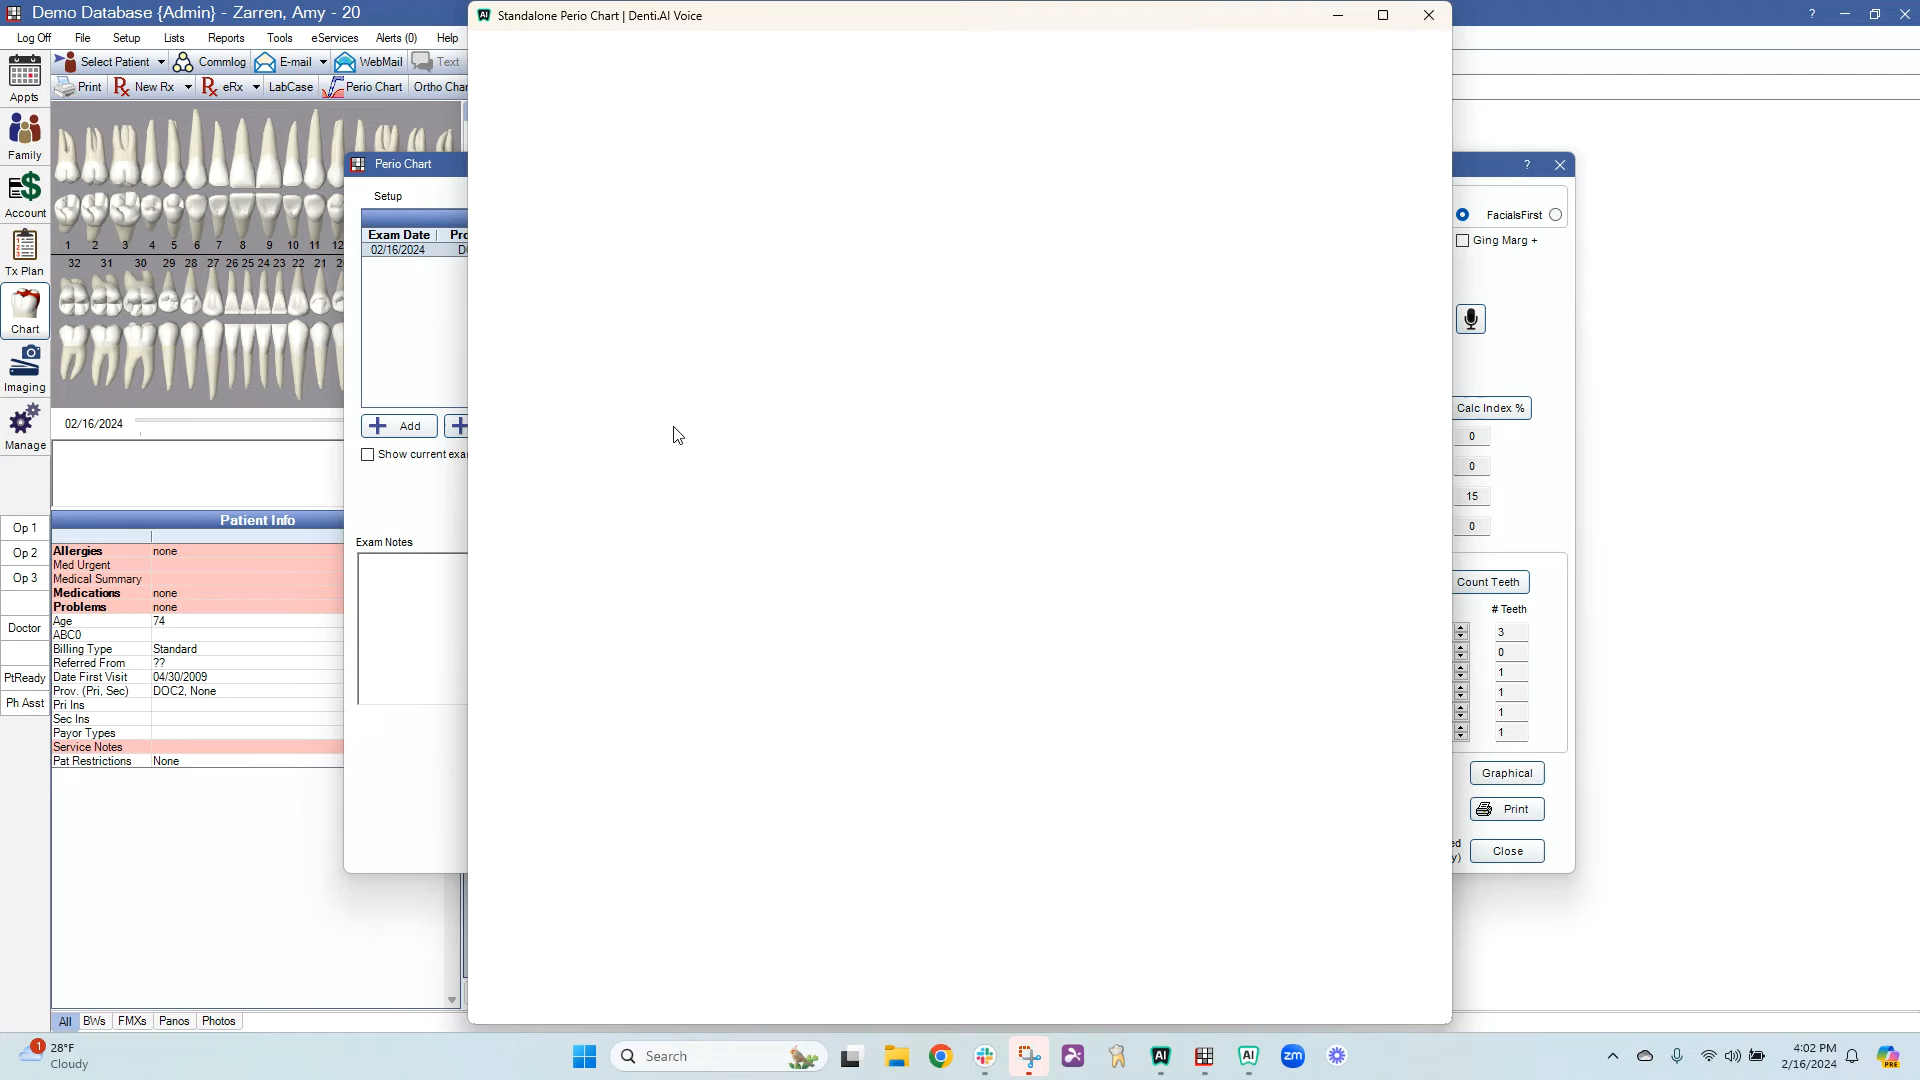 Demo Database {Admin} - Zarren, Amy - 20
Standalone Perio Chart | Denti.AI Voice
Log Off File Setup Lists Reports Tools eServices Alerts (0) Help
Select Patient Commlog E-mail WebMail Text
Print New Rx eRx LabCase Perio Chart Ortho Char
Appts
Family
Account
Tx Plan
Chart
Imaging
Manage
1 2 3 4 5 6 7 8 9 10 11 12
32 31 30 29 28 27 26 25 24 23 22 21 2
02/16/2024
Perio Chart
Setup
Exam Date Pro
02/16/2024 D
Add
Show current exa
Exam Notes
FacialsFirst
Ging Marg +
Calc Index %
0
0
15
0
Count Teeth
# Teeth
3
0
1
1
1
1
Graphical
Print
ed
y)
Close
Op 1
Op 2
Op 3
Doctor
PtReady
Ph Asst
Patient Info
Allergies none
Med Urgent
Medical Summary
Medications none
Problems none
Age 74
ABC0
Billing Type Standard
Referred From ??
Date First Visit 04/30/2009
Prov. (Pri, Sec) DOC2, None
Pri Ins
Sec Ins
Payor Types
Service Notes
Pat Restrictions None
All BWs FMXs Panos Photos
1
28°F
Cloudy
Search
AI
AI
zm
4:02 PM
2/16/2024
PRE